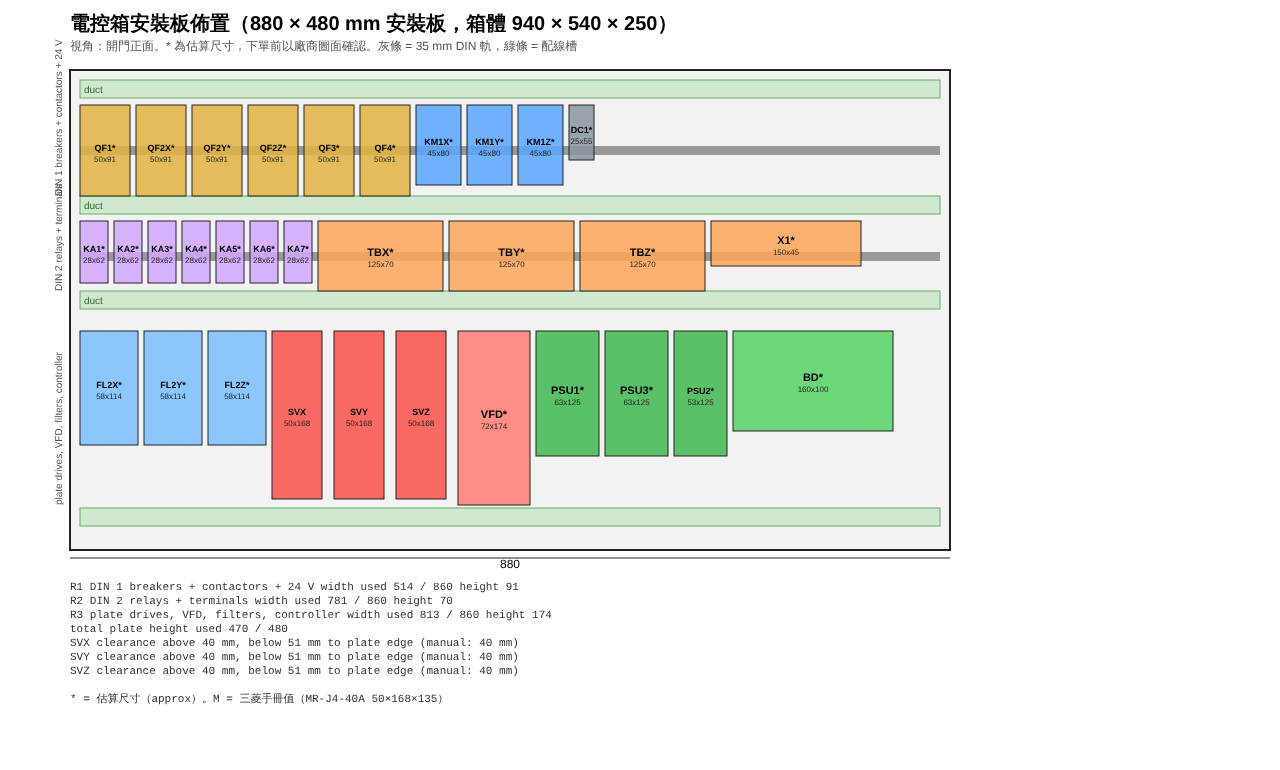 電控箱安裝板佈置（880 × 480 mm 安裝板，箱體 940 × 540 × 250）
視角：開門正面。* 為估算尺寸，下單前以廠商圖面確認。灰條 = 35 mm DIN 軌，綠條 = 配線槽
DIN 1 breakers + contactors + 24 V
duct
QF1* QF2X* QF2Y* QF2Z* QF3* QF4* KM1X* KM1Y* KM1Z* DC1*
50x91 50x91 50x91 50x91 50x91 50x91 45x80 45x80 45x80 25x55
DIN 2 relays + terminals
duct
KA1* KA2* KA3* KA4* KA5* KA6* KA7* TBX* TBY* TBZ* X1*
28x62 28x62 28x62 28x62 28x62 28x62 28x62 125x70 125x70 125x70 150x45
duct
plate drives, VFD, filters, controller
FL2X* FL2Y* FL2Z* SVX SVY SVZ VFD* PSU1* PSU3* PSU2* BD*
58x114 58x114 58x114 50x168 50x168 50x168 72x174 63x125 63x125 53x125 160x100
880
R1 DIN 1 breakers + contactors + 24 V width used 514 / 860 height 91
R2 DIN 2 relays + terminals width used 781 / 860 height 70
R3 plate drives, VFD, filters, controller width used 813 / 860 height 174
total plate height used 470 / 480
SVX clearance above 40 mm, below 51 mm to plate edge (manual: 40 mm)
SVY clearance above 40 mm, below 51 mm to plate edge (manual: 40 mm)
SVZ clearance above 40 mm, below 51 mm to plate edge (manual: 40 mm)
* = 估算尺寸（approx）。M = 三菱手冊值（MR-J4-40A 50×168×135）